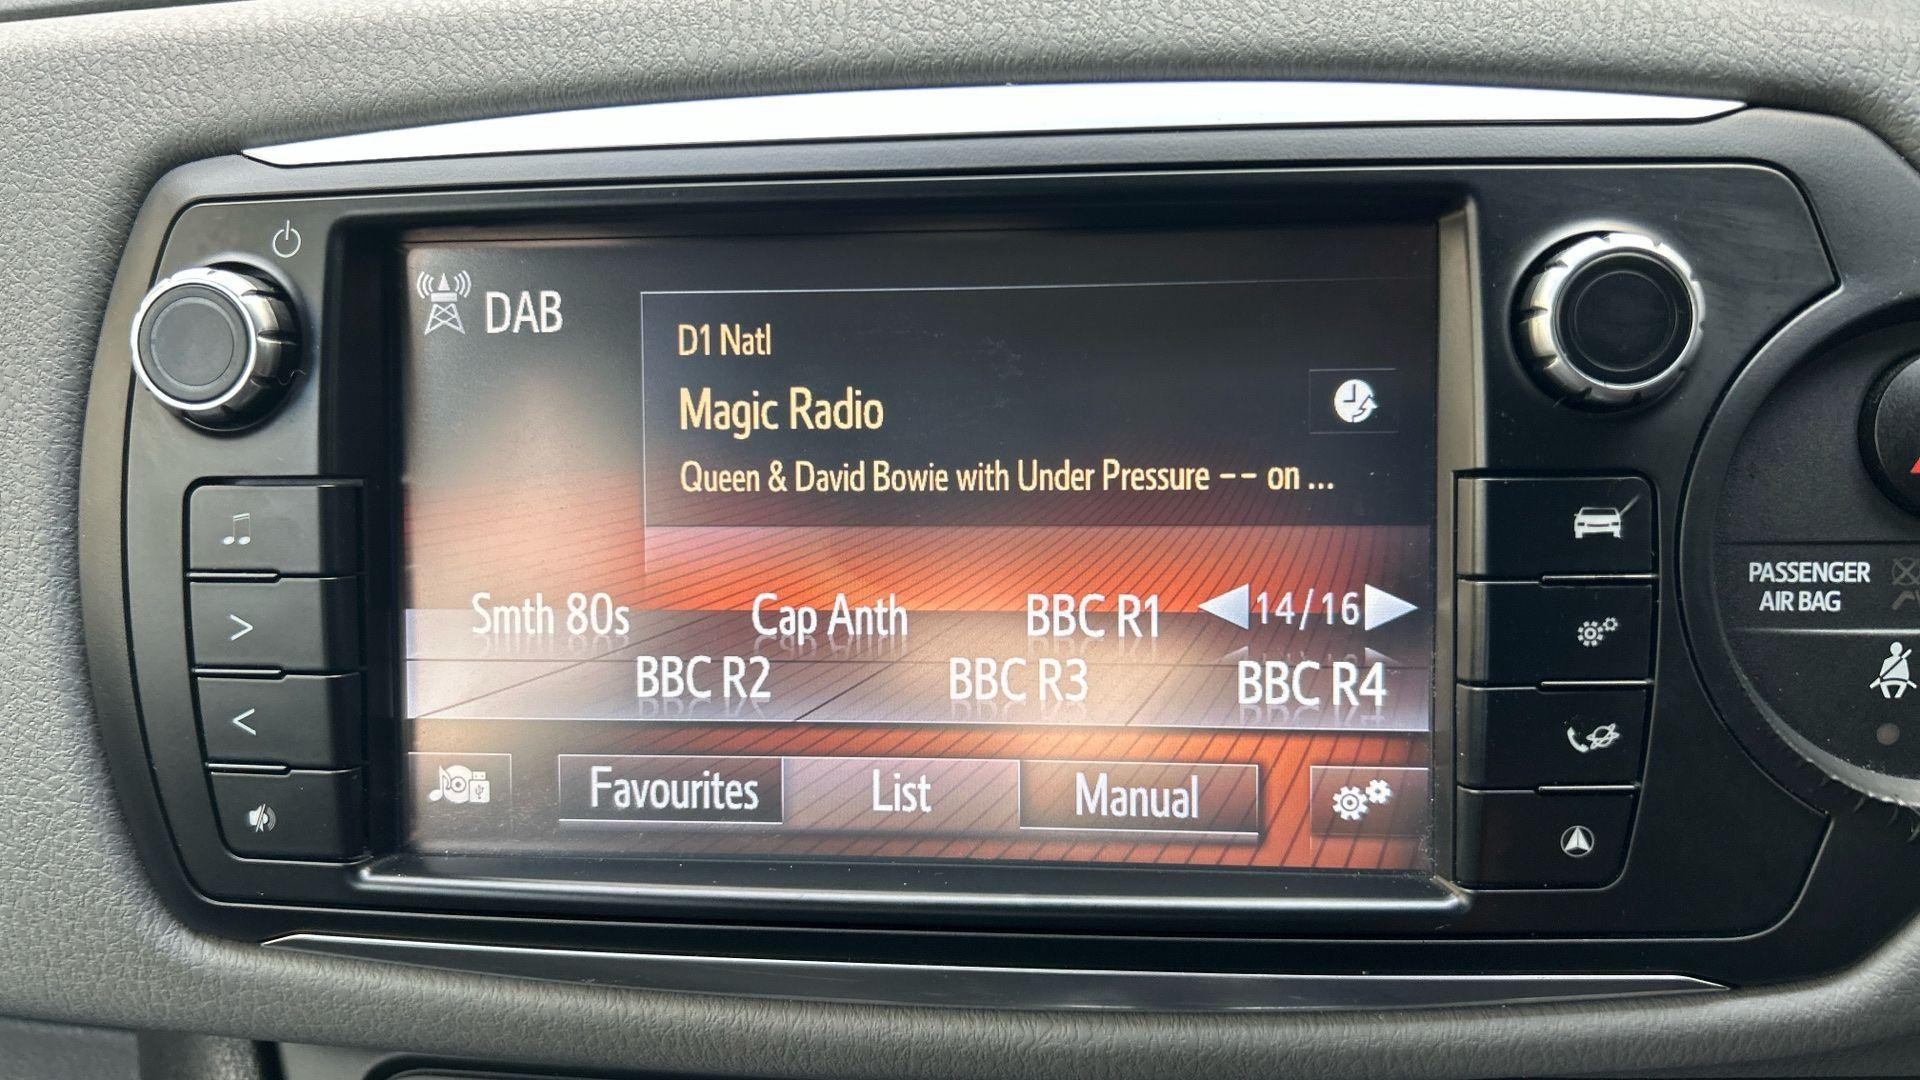 DAB
D1 Natl
Magic Radio
Queen & David Bowie with Under Pressure -- on ...
Smth 80s Cap Anth BBC R1 14/16
BBC R2 BBC R3 BBC R4
Favourites List Manual
PASSENGER
AIR BAG